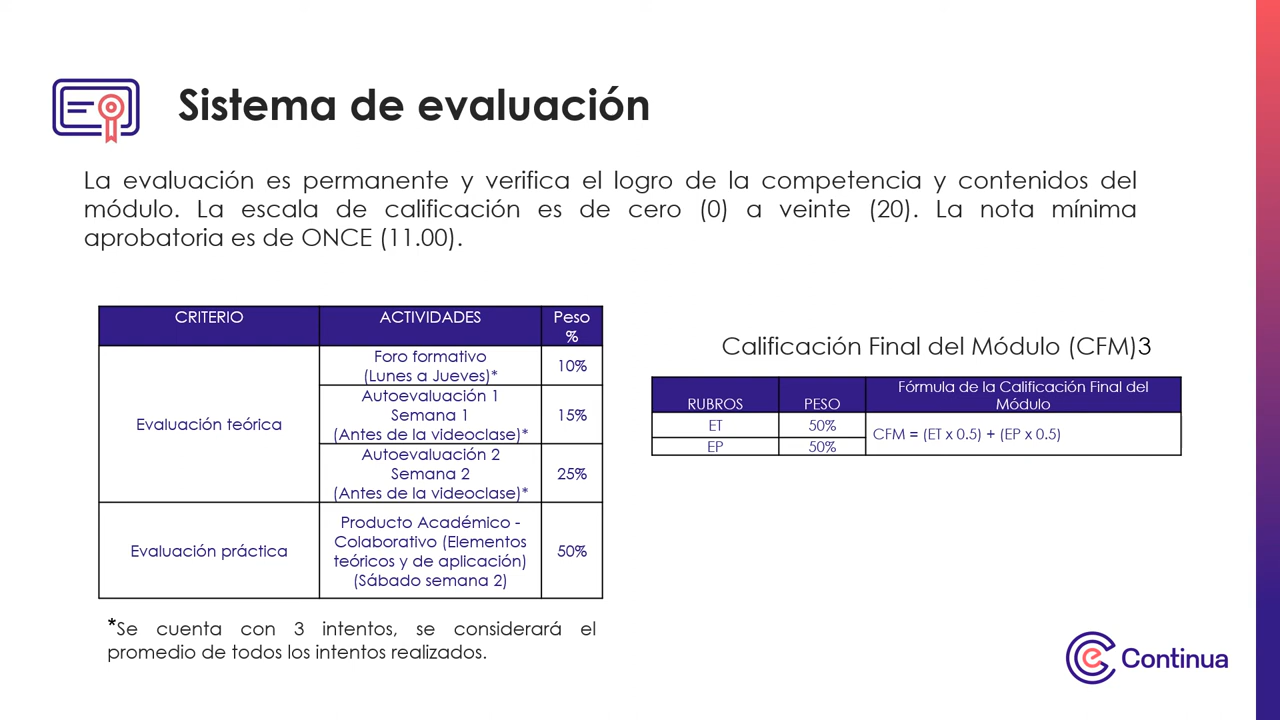 Sistema de evaluación
La evaluación es permanente y verifica el logro de la competencia y contenidos del
módulo. La escala de calificación es de cero (0) a veinte (20). La nota mínima
aprobatoria es de ONCE (11.00).
CRITERIO
ACTIVIDADES
Peso
%
Evaluación teórica
Foro formativo
(Lunes a Jueves)*
10%
Autoevaluación 1
Semana 1
(Antes de la videoclase)*
15%
Autoevaluación 2
Semana 2
(Antes de la videoclase)*
25%
Evaluación práctica
Producto Académico -
Colaborativo (Elementos
teóricos y de aplicación)
(Sábado semana 2)
50%
*Se cuenta con 3 intentos, se considerará el
promedio de todos los intentos realizados.
Calificación Final del Módulo (CFM)3
RUBROS
PESO
Fórmula de la Calificación Final del
Módulo
ET
50%
CFM = (ET x 0.5) + (EP x 0.5)
EP
50%
Continua